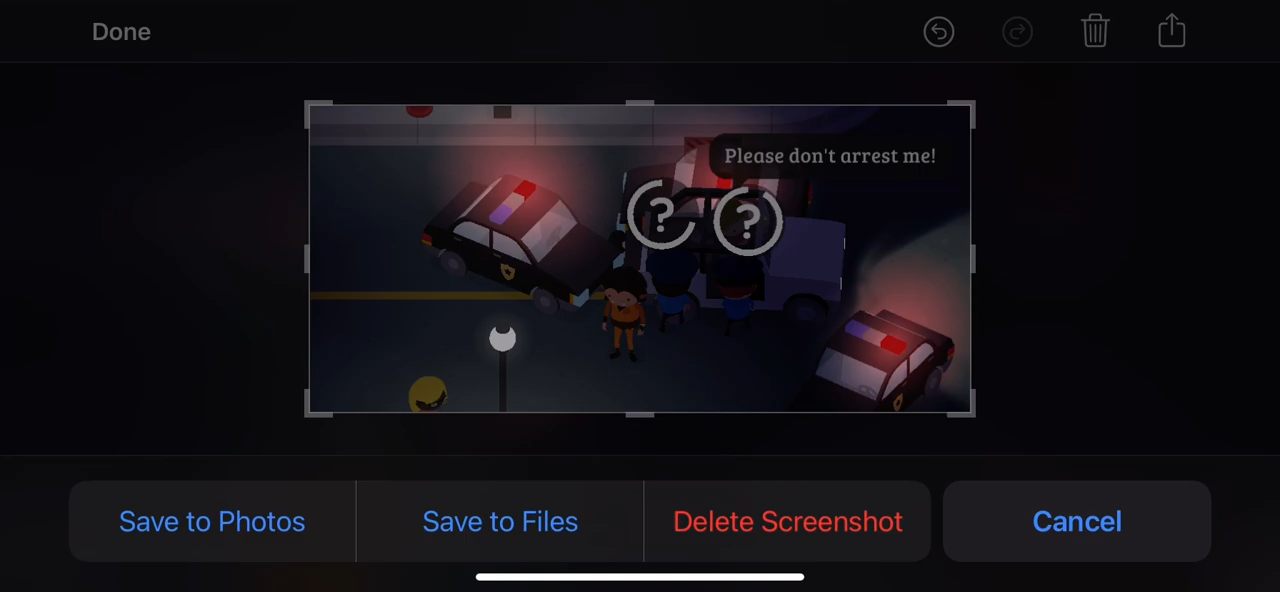 Done
Please don't arrest me!
?
?
Save to Photos
Save to Files
Delete Screenshot
Cancel